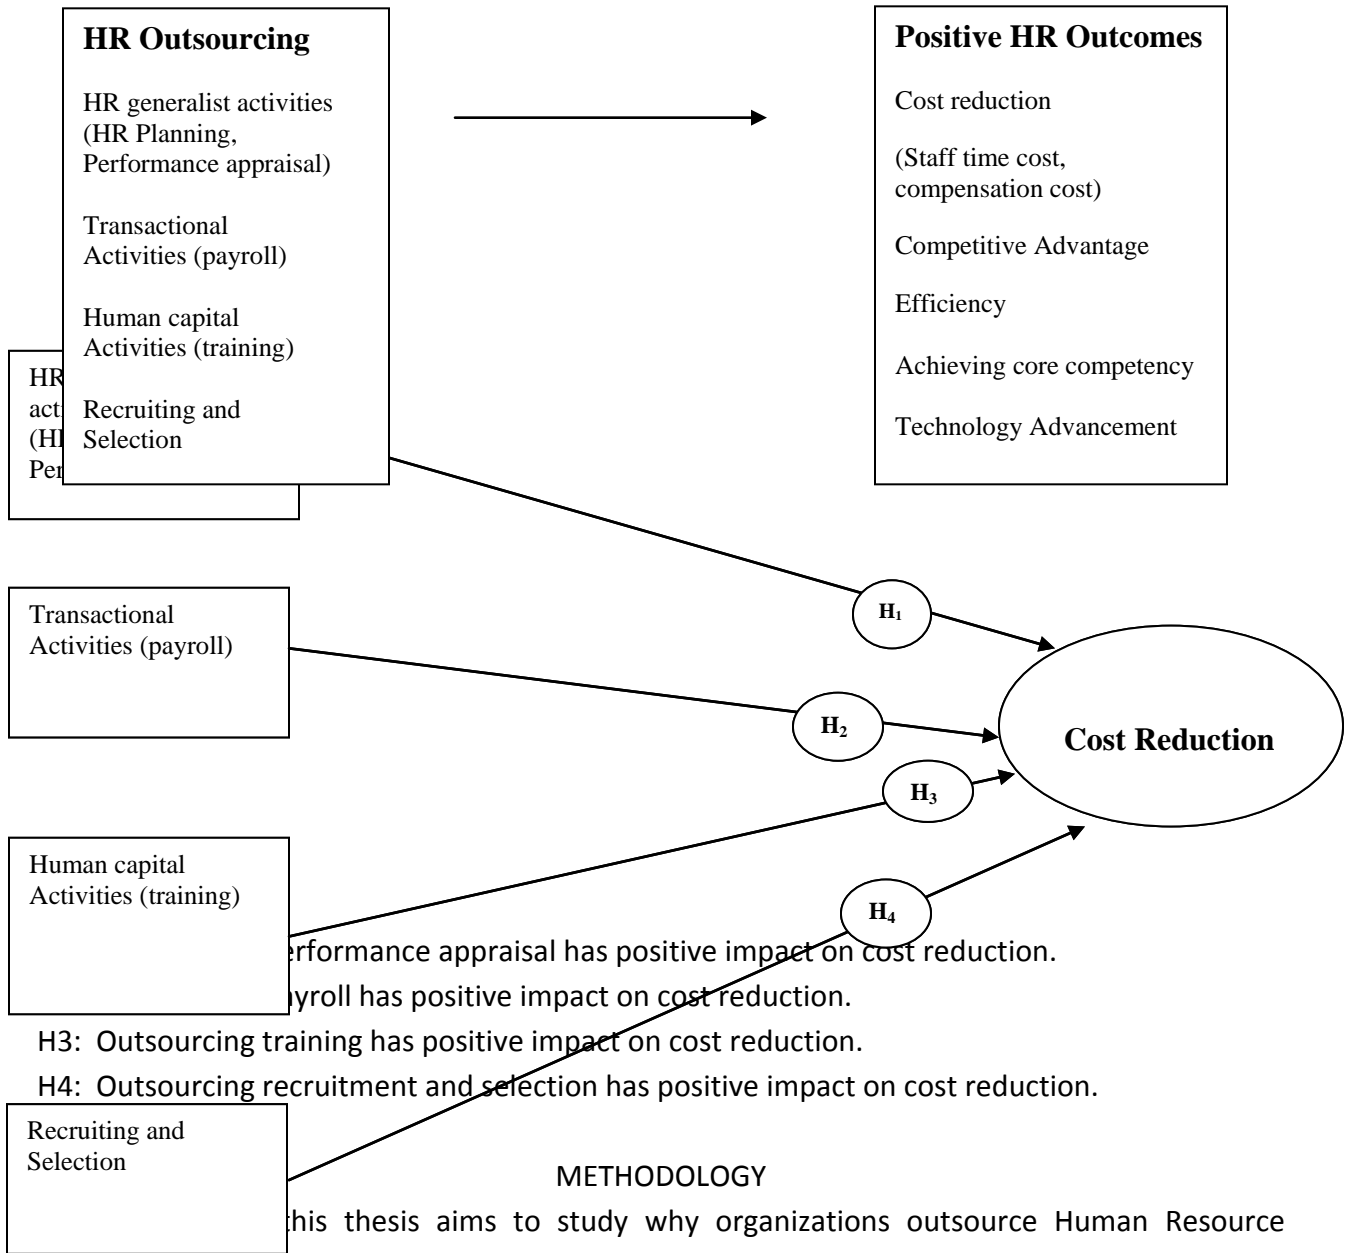 HR Outsourcing
HR generalist activities
(HR Planning,
Performance appraisal)
Transactional
Activities (payroll)
Human capital
Activities (training)
Recruiting and
Selection
Positive HR Outcomes
Cost reduction
(Staff time cost,
compensation cost)
Competitive Advantage
Efficiency
Achieving core competency
Technology Advancement
HR
Transactional
Activities (payroll)
Human capital
Activities (training)
Recruiting and
Selection
H1
H2
H3
H4
Cost Reduction
appraisal has positive impact on cost reduction.
has positive impact on cost reduction.
H3: Outsourcing training has positive impact on cost reduction.
H4: Outsourcing recruitment and selection has positive impact on cost reduction.
METHODOLOGY
thesis aims to study why organizations outsource Human Resource